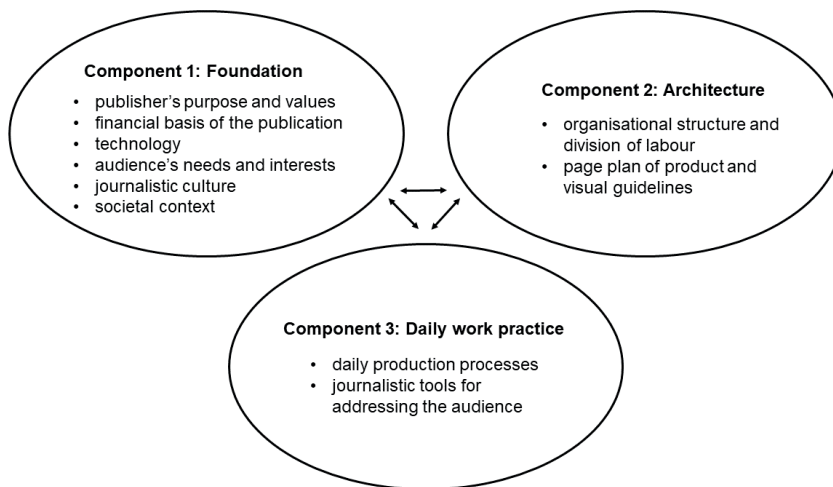 Component 1: Foundation
• publisher's purpose and values
• financial basis of the publication
• technology
• audience's needs and interests
• journalistic culture
• societal context
Component 2: Architecture
• organisational structure and
division of labour
• page plan of product and
visual guidelines
Component 3: Daily work practice
• daily production processes
• journalistic tools for
addressing the audience